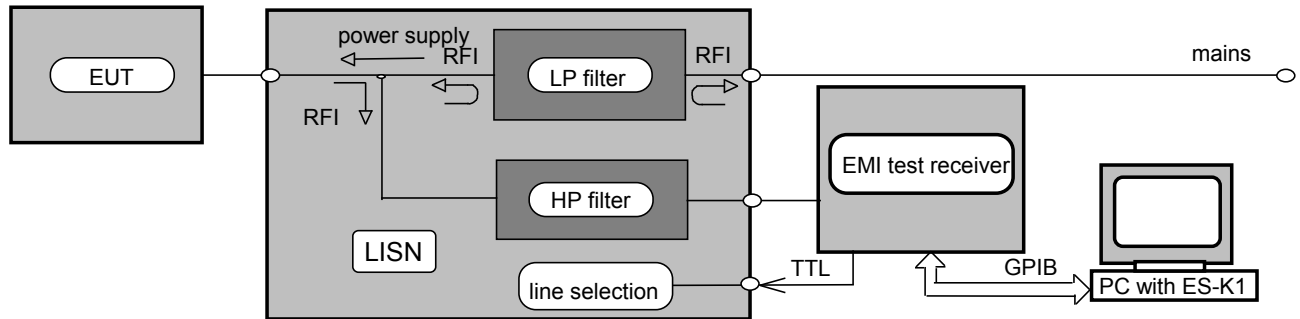 power supply
RFI
RFI
mains
EUT
LP filter
RFI
EMI test receiver
HP filter
LISN
TTL
GPIB
line selection
PC with ES-K1